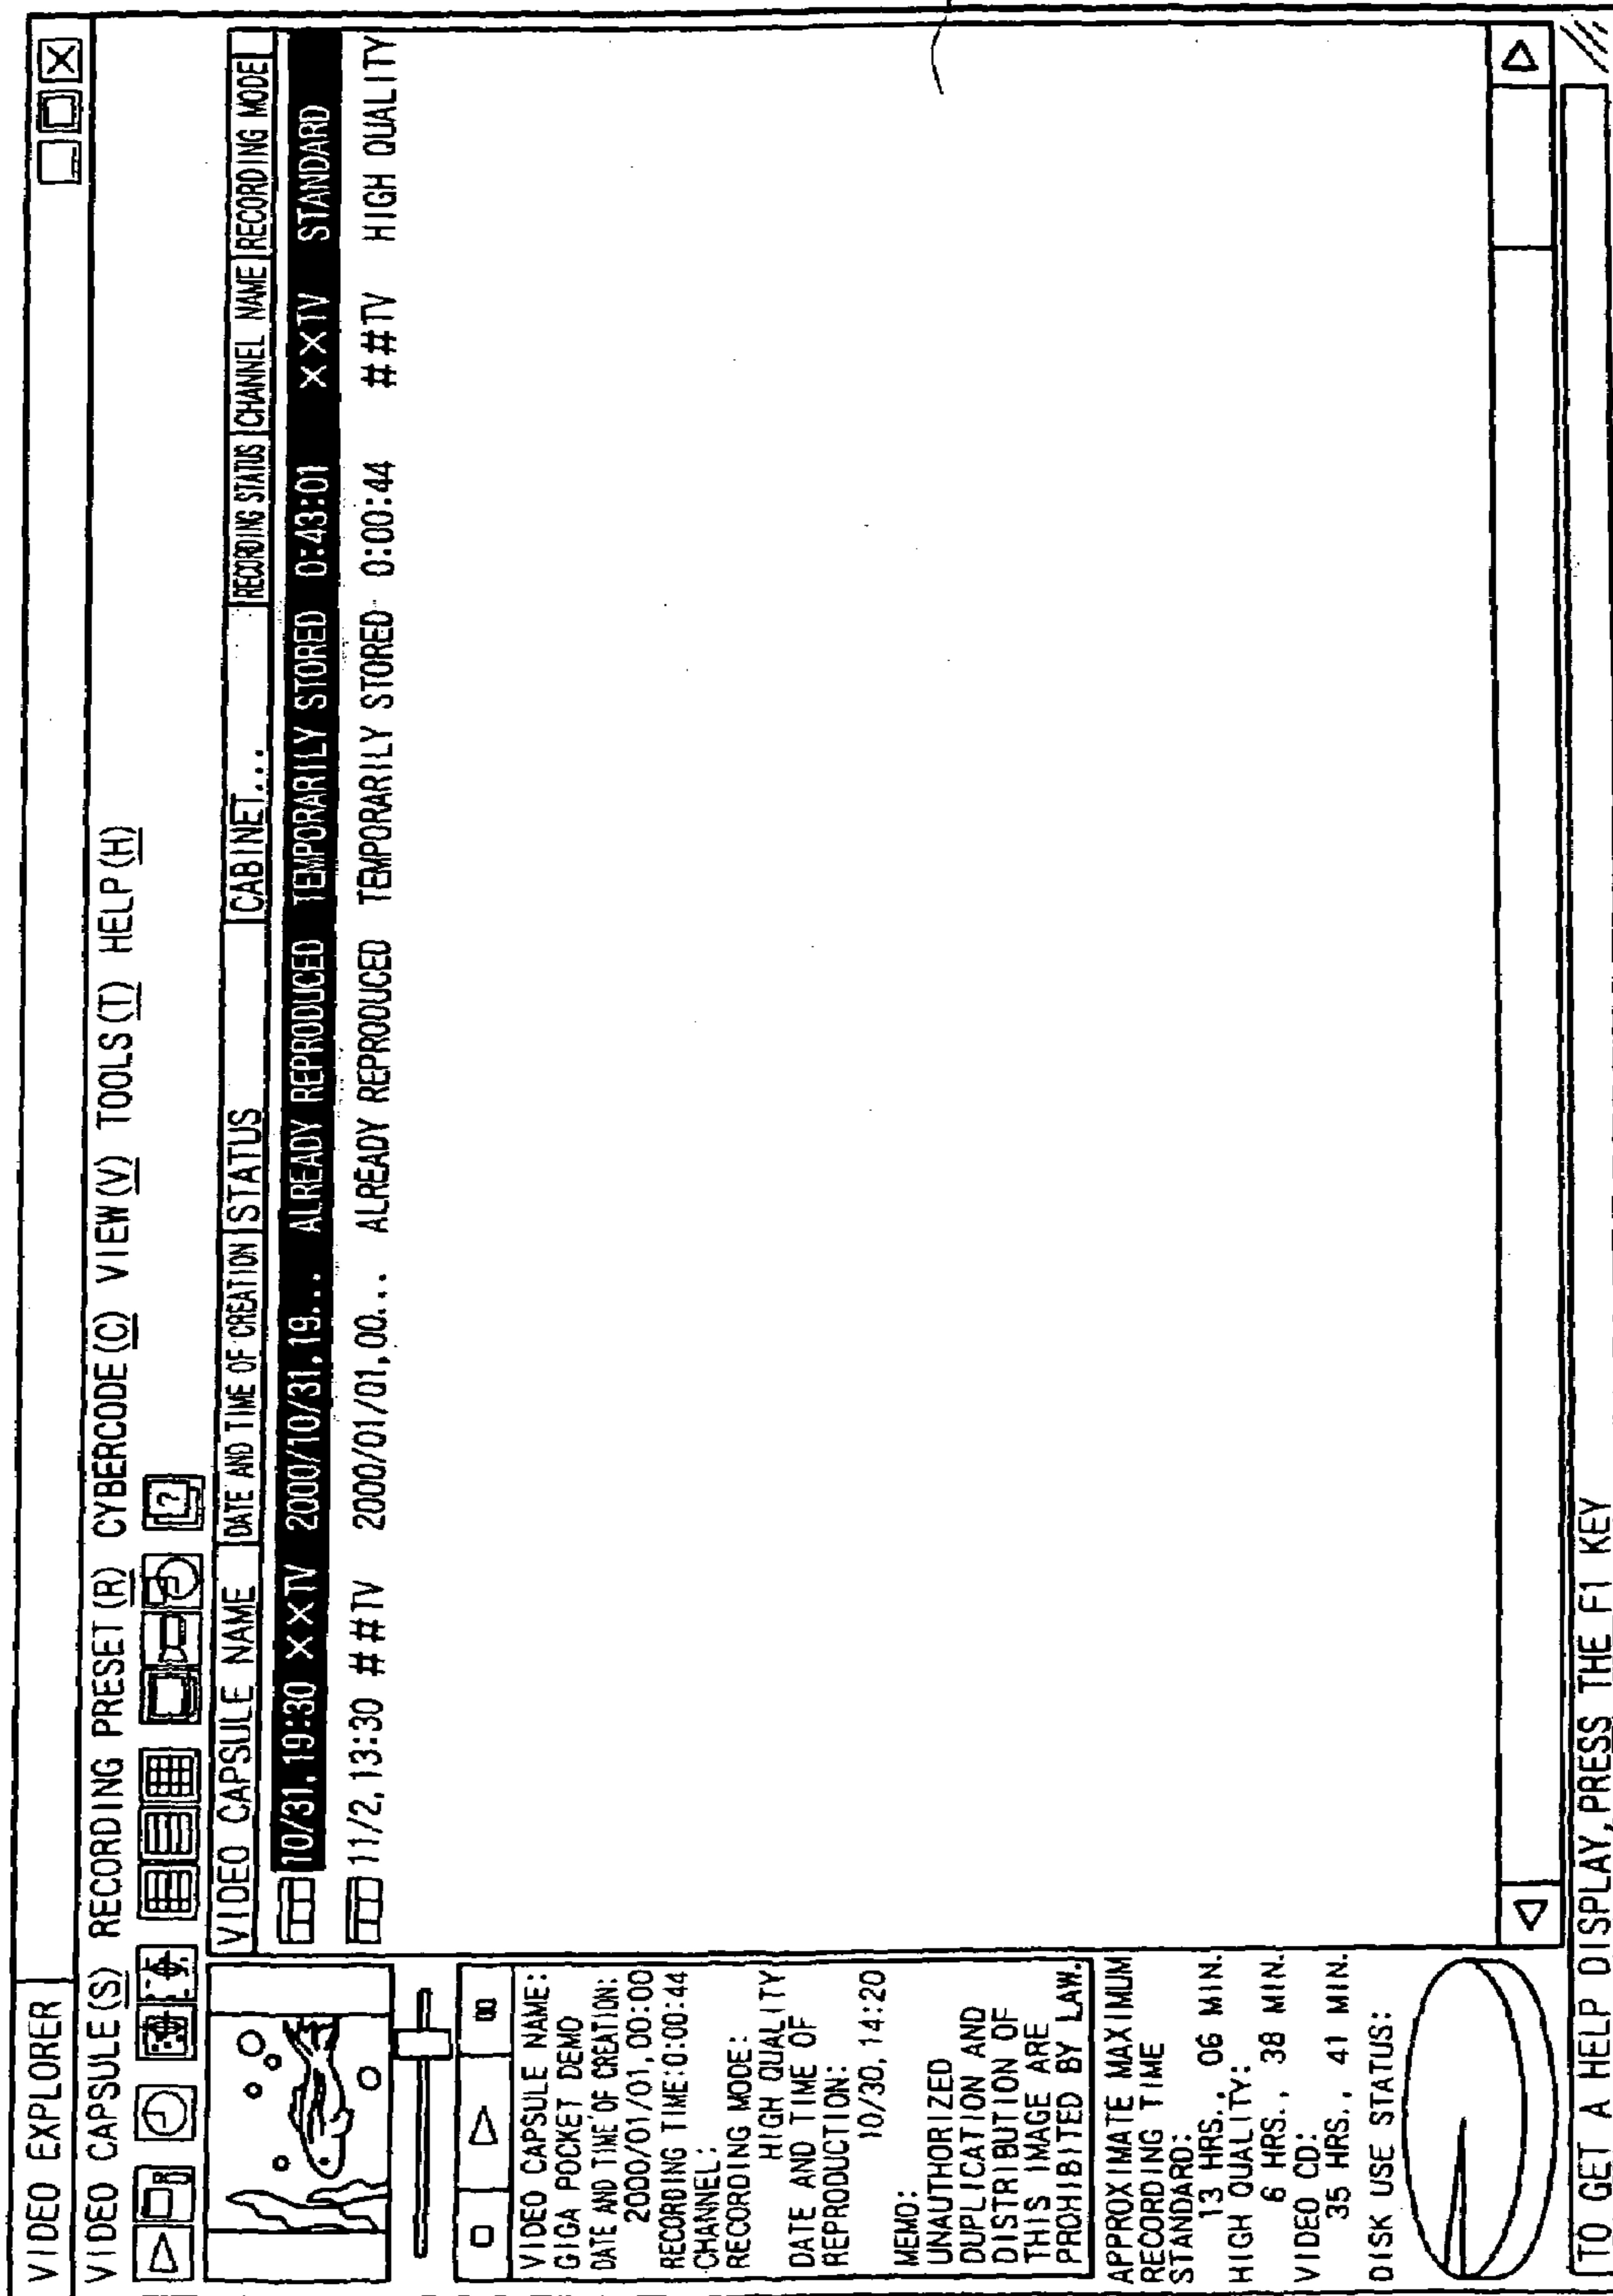 VIDEO EXPLORER
VIDEO CAPSULE(S) RECORDING PRESET(R) CYBERCODE(C) VIEW(V) TOOLS(T) HELP(H)
VIDEO CAPSULE NAME DATE AND TIME OF CREATION STATUS CABINET... RECORDING STATUS CHANNEL NAME RECORDING MODE
10/31, 19:30 ××TV 2000/10/31, 19... ALREADY REPRODUCED TEMPORARILY STORED 0:43:01 ××TV STANDARD
11/2, 13:30 ##TV 2000/01/01,00... ALREADY REPRODUCED TEMPORARILY STORED 0:00:44 ##TV HIGH QUALITY
VIDEO CAPSULE NAME:
GIGA POCKET DEMO
DATE AND TIME OF CREATION:
2000/01/01,00:00
RECORDING TIME:0:00:44
CHANNEL:
RECORDING MODE:
HIGH QUALITY
DATE AND TIME OF
REPRODUCTION:
10/30, 14:20
MEMO:
UNAUTHORIZED
DUPLICATION AND
DISTRIBUTION OF
THIS IMAGE ARE
PROHIBITED BY LAW.
APPROXIMATE MAXIMUM
RECORDING TIME
STANDARD:
13 HRS., 06 MIN.
HIGH QUALITY:
6 HRS., 38 MIN.
VIDEO CD:
35 HRS., 41 MIN.
DISK USE STATUS:
TO GET A HELP DISPLAY,PRESS THE F1 KEY